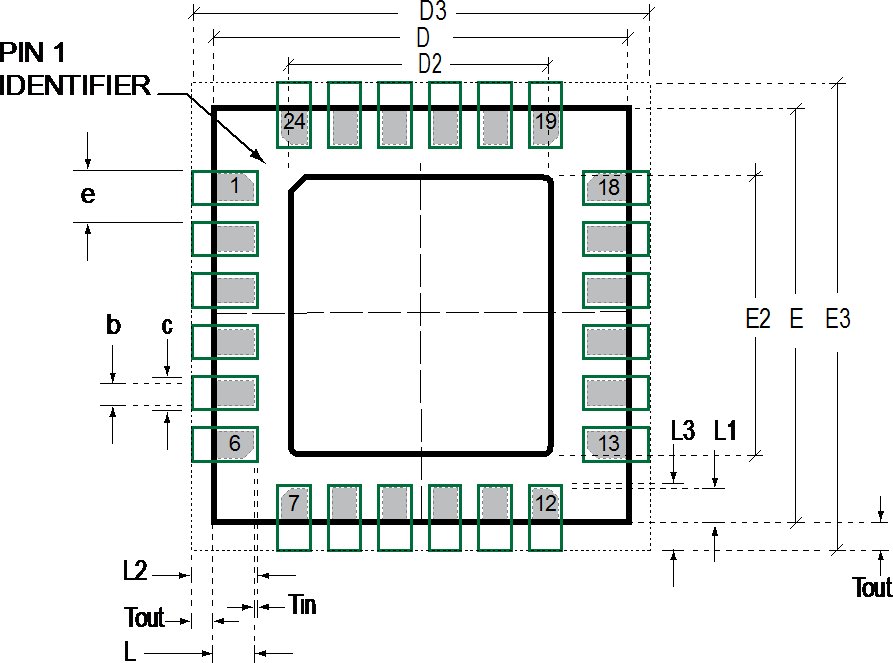 D3
D
D2
PIN 1
IDENTIFIER
24
19
1
18
e
E2
E
E3
b
c
6
13
L3
L1
7
12
L2
Tin
Tout
Tout
L